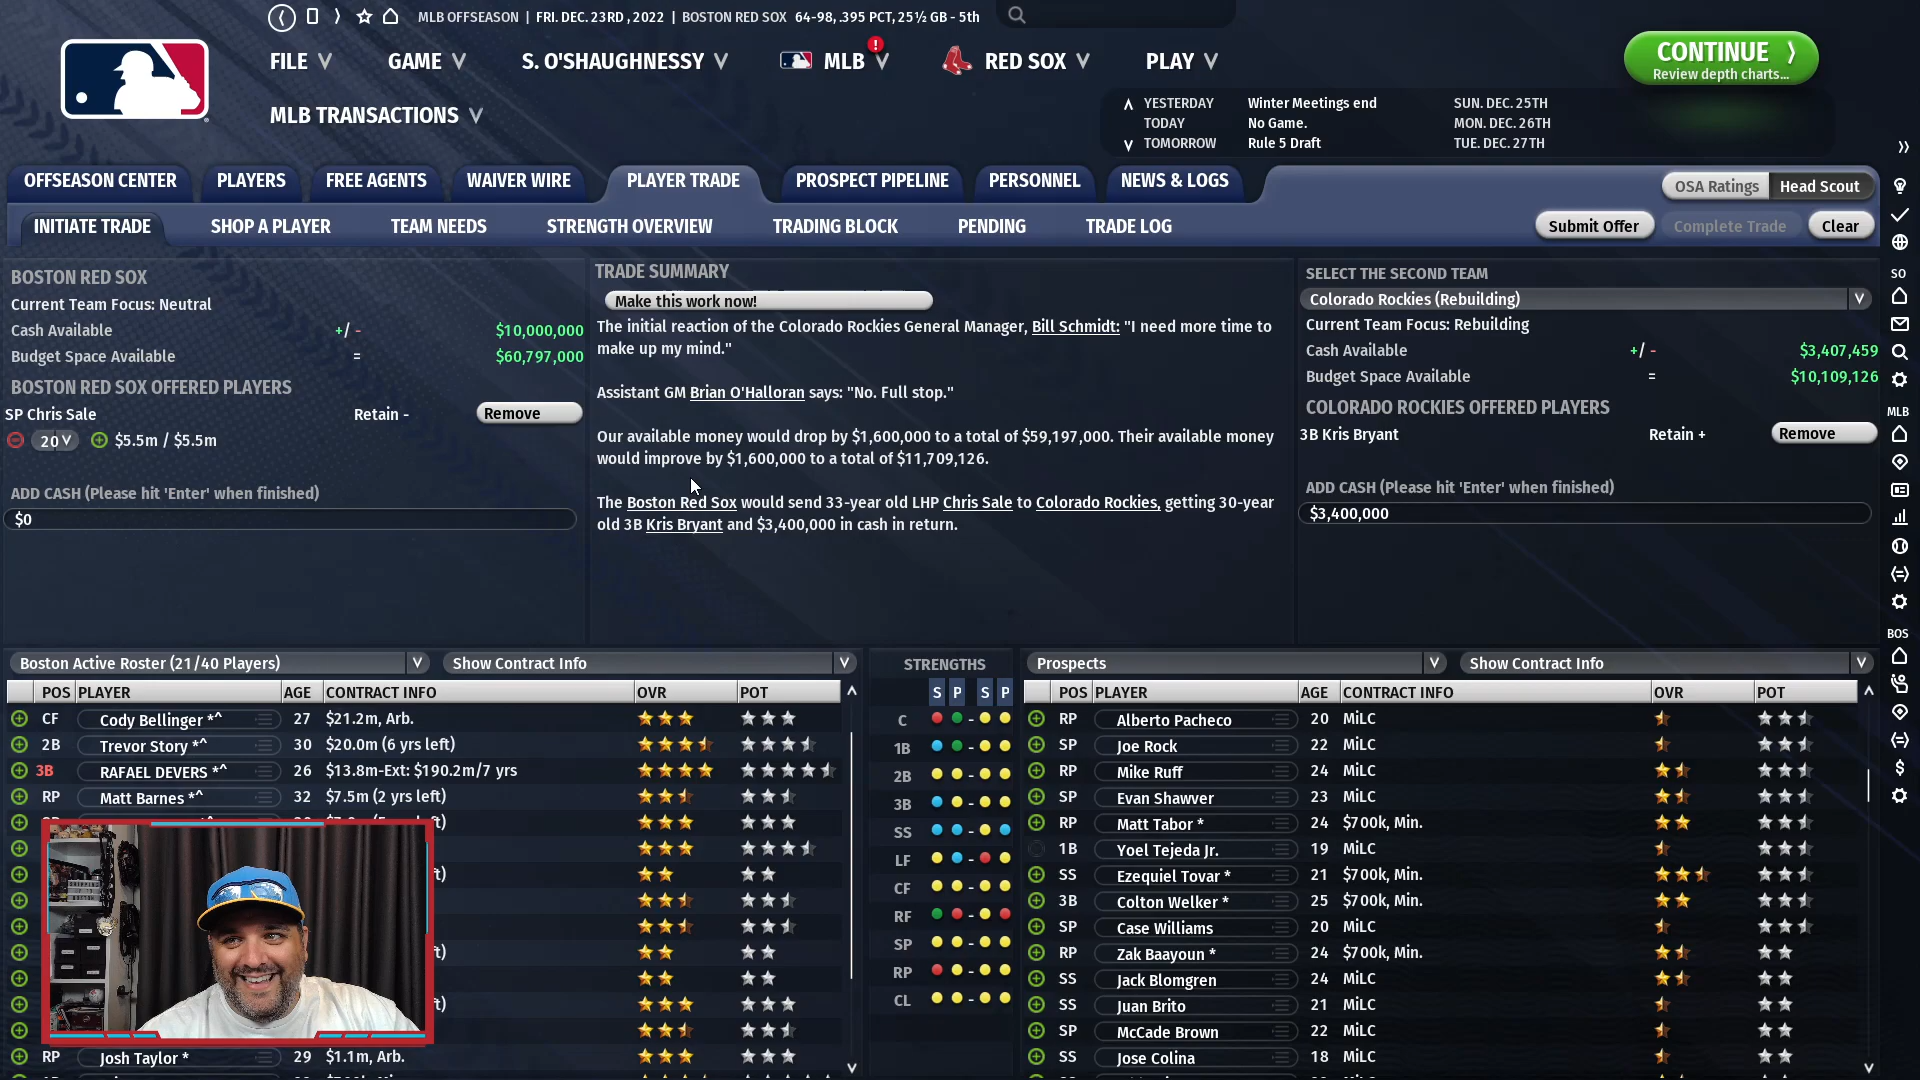 MLB OFFSEASON | FRI. DEC. 23RD , 2022 | BOSTON RED SOX 64-98, .395 PCT, 25½ GB - 5th
FILE GAME S. O'SHAUGHNESSY MLB ! RED SOX PLAY
CONTINUE
Review depth charts...
MLB TRANSACTIONS
YESTERDAY Winter Meetings end SUN. DEC. 25TH
TODAY No Game. MON. DEC. 26TH
TOMORROW Rule 5 Draft TUE. DEC. 27TH
OFFSEASON CENTER PLAYERS FREE AGENTS WAIVER WIRE PLAYER TRADE PROSPECT PIPELINE PERSONNEL NEWS & LOGS OSA Ratings Head Scout
INITIATE TRADE SHOP A PLAYER TEAM NEEDS STRENGTH OVERVIEW TRADING BLOCK PENDING TRADE LOG Submit Offer Complete Trade Clear
BOSTON RED SOX
Current Team Focus: Neutral
Cash Available +/ - $10,000,000
Budget Space Available = $60,797,000
BOSTON RED SOX OFFERED PLAYERS
SP Chris Sale Retain - Remove
20 $5.5m / $5.5m
ADD CASH (Please hit 'Enter' when finished)
$0
TRADE SUMMARY
Make this work now!
The initial reaction of the Colorado Rockies General Manager, Bill Schmidt: "I need more time to
make up my mind."
Assistant GM Brian O'Halloran says: "No. Full stop."
Our available money would drop by $1,600,000 to a total of $59,197,000. Their available money
would improve by $1,600,000 to a total of $11,709,126.
The Boston Red Sox would send 33-year old LHP Chris Sale to Colorado Rockies, getting 30-year
old 3B Kris Bryant and $3,400,000 in cash in return.
SELECT THE SECOND TEAM
Colorado Rockies (Rebuilding)
Current Team Focus: Rebuilding
Cash Available +/ - $3,407,459
Budget Space Available = $10,109,126
COLORADO ROCKIES OFFERED PLAYERS
3B Kris Bryant Retain + Remove
ADD CASH (Please hit 'Enter' when finished)
$3,400,000
SO
MLB
BOS
Boston Active Roster (21/40 Players) Show Contract Info
POS PLAYER AGE CONTRACT INFO OVR POT
CF Cody Bellinger *^ 27 $21.2m, Arb.
2B Trevor Story *^ 30 $20.0m (6 yrs left)
3B RAFAEL DEVERS *^ 26 $13.8m-Ext: $190.2m/7 yrs
RP Matt Barnes *^ 32 $7.5m (2 yrs left)
RP Josh Taylor * 29 $1.1m, Arb.
STRENGTHS
S P S P
C -
1B -
2B -
3B -
SS -
LF -
CF -
RF -
SP -
RP -
CL -
Prospects Show Contract Info
POS PLAYER AGE CONTRACT INFO OVR POT
RP Alberto Pacheco 20 MiLC
SP Joe Rock 22 MiLC
RP Mike Ruff 24 MiLC
SP Evan Shawver 23 MiLC
RP Matt Tabor * 24 $700k, Min.
1B Yoel Tejeda Jr. 19 MiLC
SS Ezequiel Tovar * 21 $700k, Min.
3B Colton Welker * 25 $700k, Min.
SP Case Williams 20 MiLC
RP Zak Baayoun * 24 $700k, Min.
SS Jack Blomgren 24 MiLC
SS Juan Brito 21 MiLC
SP McCade Brown 22 MiLC
SS Jose Colina 18 MiLC